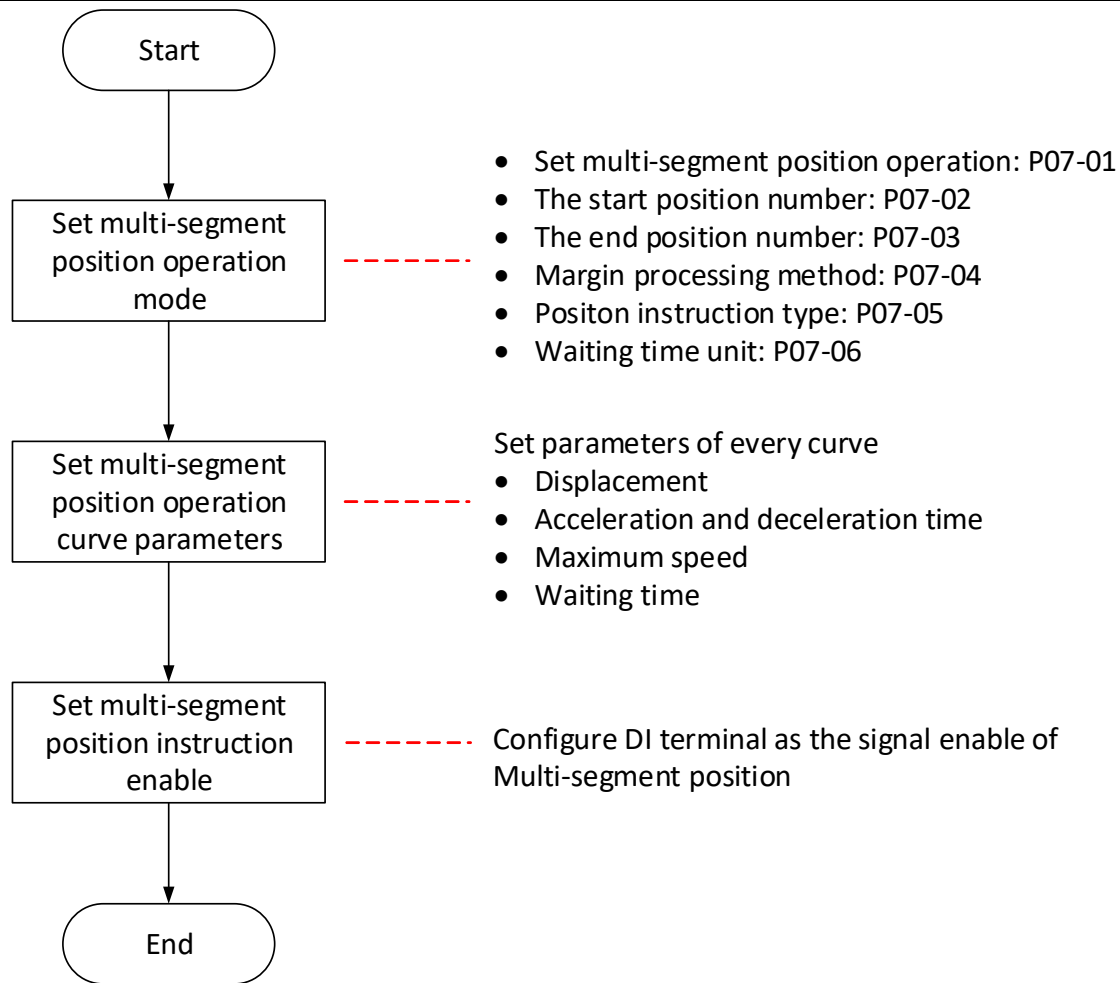 Start
Set multi-segment
position operation
mode
• Set multi-segment position operation: P07-01
• The start position number: P07-02
• The end position number: P07-03
• Margin processing method: P07-04
• Positon instruction type: P07-05
• Waiting time unit: P07-06
Set multi-segment
position operation
curve parameters
Set parameters of every curve
• Displacement
• Acceleration and deceleration time
• Maximum speed
• Waiting time
Set multi-segment
position instruction
enable
Configure DI terminal as the signal enable of
Multi-segment position
End